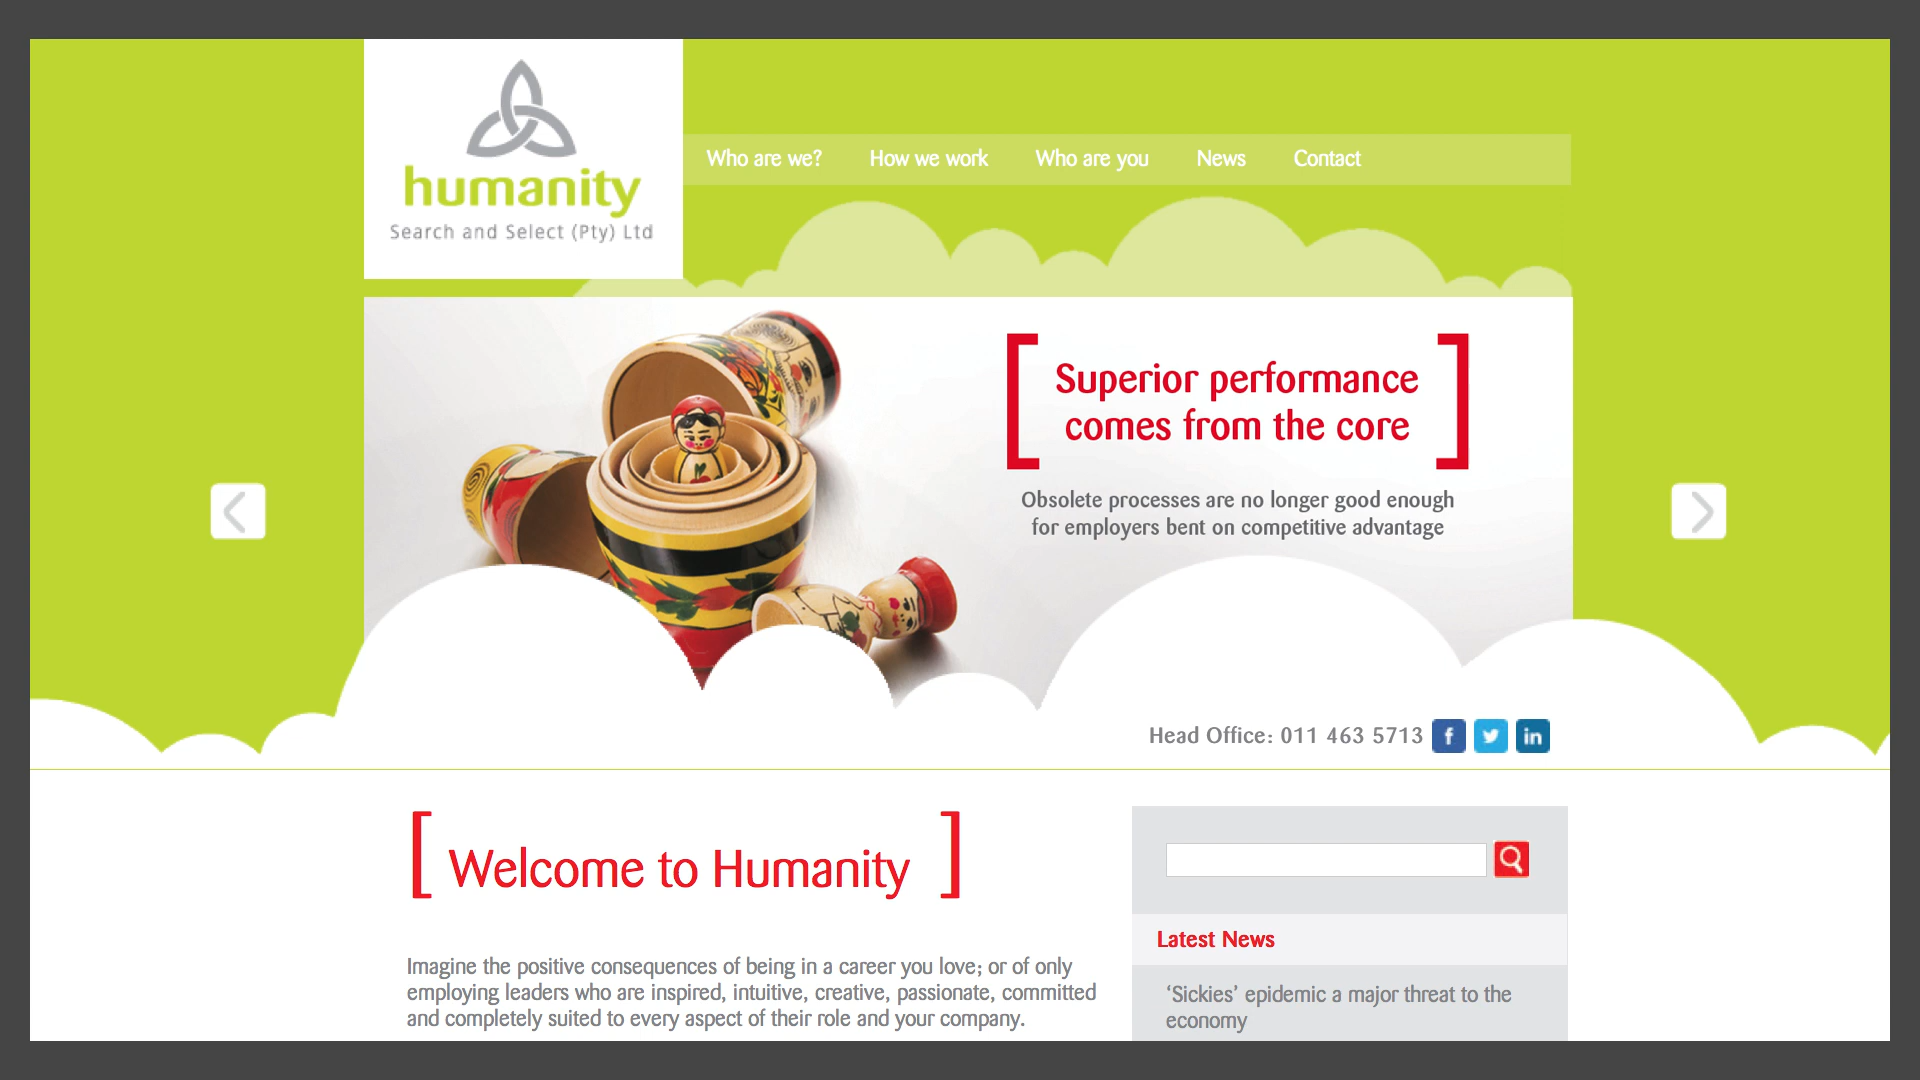 humanity
Search and Select (Pty) Ltd
Who are we? How we work Who are you News Contact
Superior performance
comes from the core
Obsolete processes are no longer good enough
for employers bent on competitive advantage
Head Office: 011 463 5713
Welcome to Humanity
Imagine the positive consequences of being in a career you love; or of only
employing leaders who are inspired, intuitive, creative, passionate, committed
and completely suited to every aspect of their role and your company.
Latest News
‘Sickies’ epidemic a major threat to the
economy